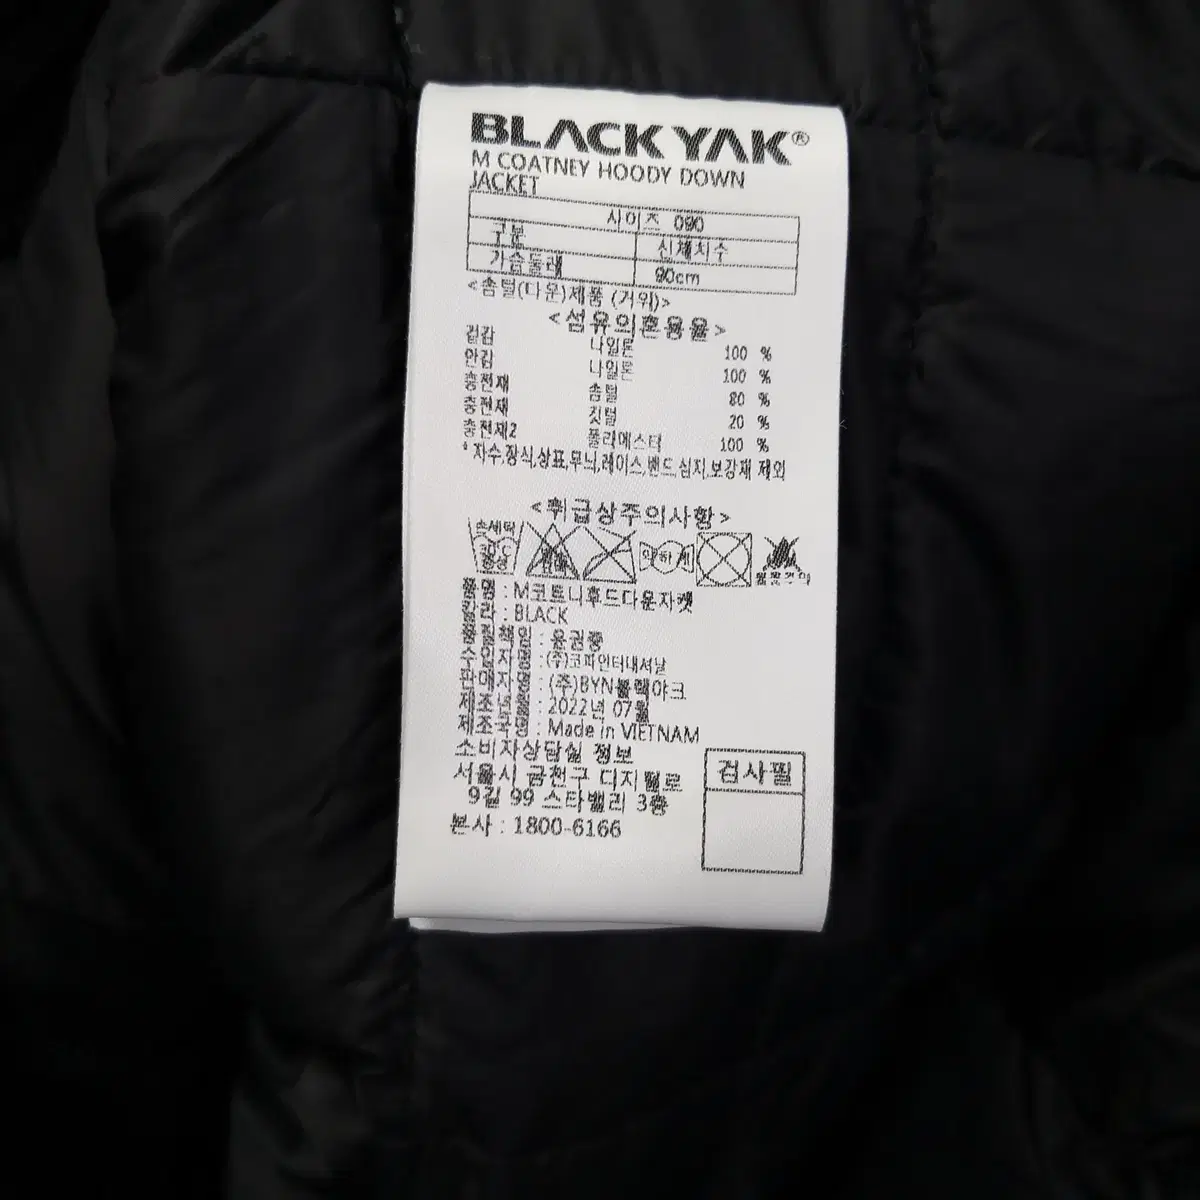 BLACK YAK®
M COATNEY HOODY DOWN
JACKET
사이즈 090
구분 신체치수
가슴둘레 90cm
<솜털(다운)제품 (거위)>
<섬유의혼용율>
겉감 나일론 100 %
안감 나일론 100 %
충전재 솜털 80 %
충전재 깃털 20 %
충전재2 폴리에스터 100 %
*자수,장식,상표,무늬,레이스,밴드,심지,보강재 제외
<취급상주의사항>
손세탁 약하게
중성
품명 : M코트니후드다운자켓
칼라 : BLACK
품질책임 : 윤권중
수입자명 : (주)코파인터내셔날
판매자명 : (주)BYN블랙야크
제조년월 : 2022년 07월
제조국명 : Made in VIETNAM
소비자상담실 정보
서울시 금천구 디지털로
9길 99 스타밸리 3층
본사 : 1800-6166
검사필